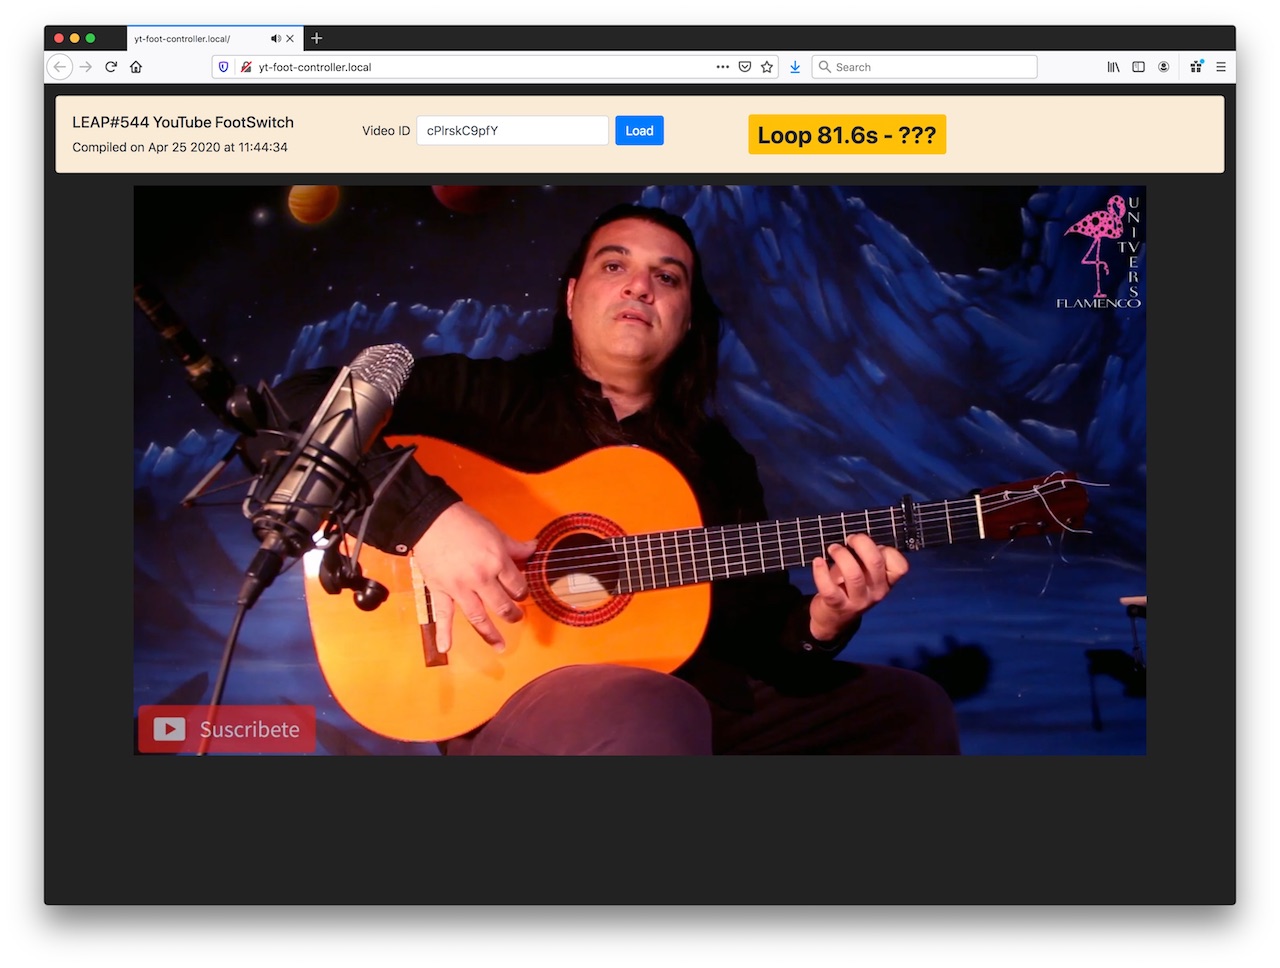 yt-foot-controller.local/
yt-foot-controller.local
Search
LEAP#544 YouTube FootSwitch
Compiled on Apr 25 2020 at 11:44:34
Video ID
cPlrskC9pfY
Load
Loop 81.6s - ???
UNIVERS
TV
FLAMENCO
Suscribete